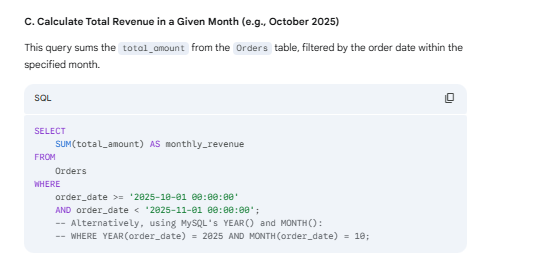 C. Calculate Total Revenue in a Given Month (e.g., October 2025)
This query sums the total_amount from the Orders table, filtered by the order date within the
specified month.
SQL
SELECT
    SUM(total_amount) AS monthly_revenue
FROM
    Orders
WHERE
    order_date >= '2025-10-01 00:00:00'
    AND order_date < '2025-11-01 00:00:00';
    -- Alternatively, using MySQL's YEAR() and MONTH():
    -- WHERE YEAR(order_date) = 2025 AND MONTH(order_date) = 10;